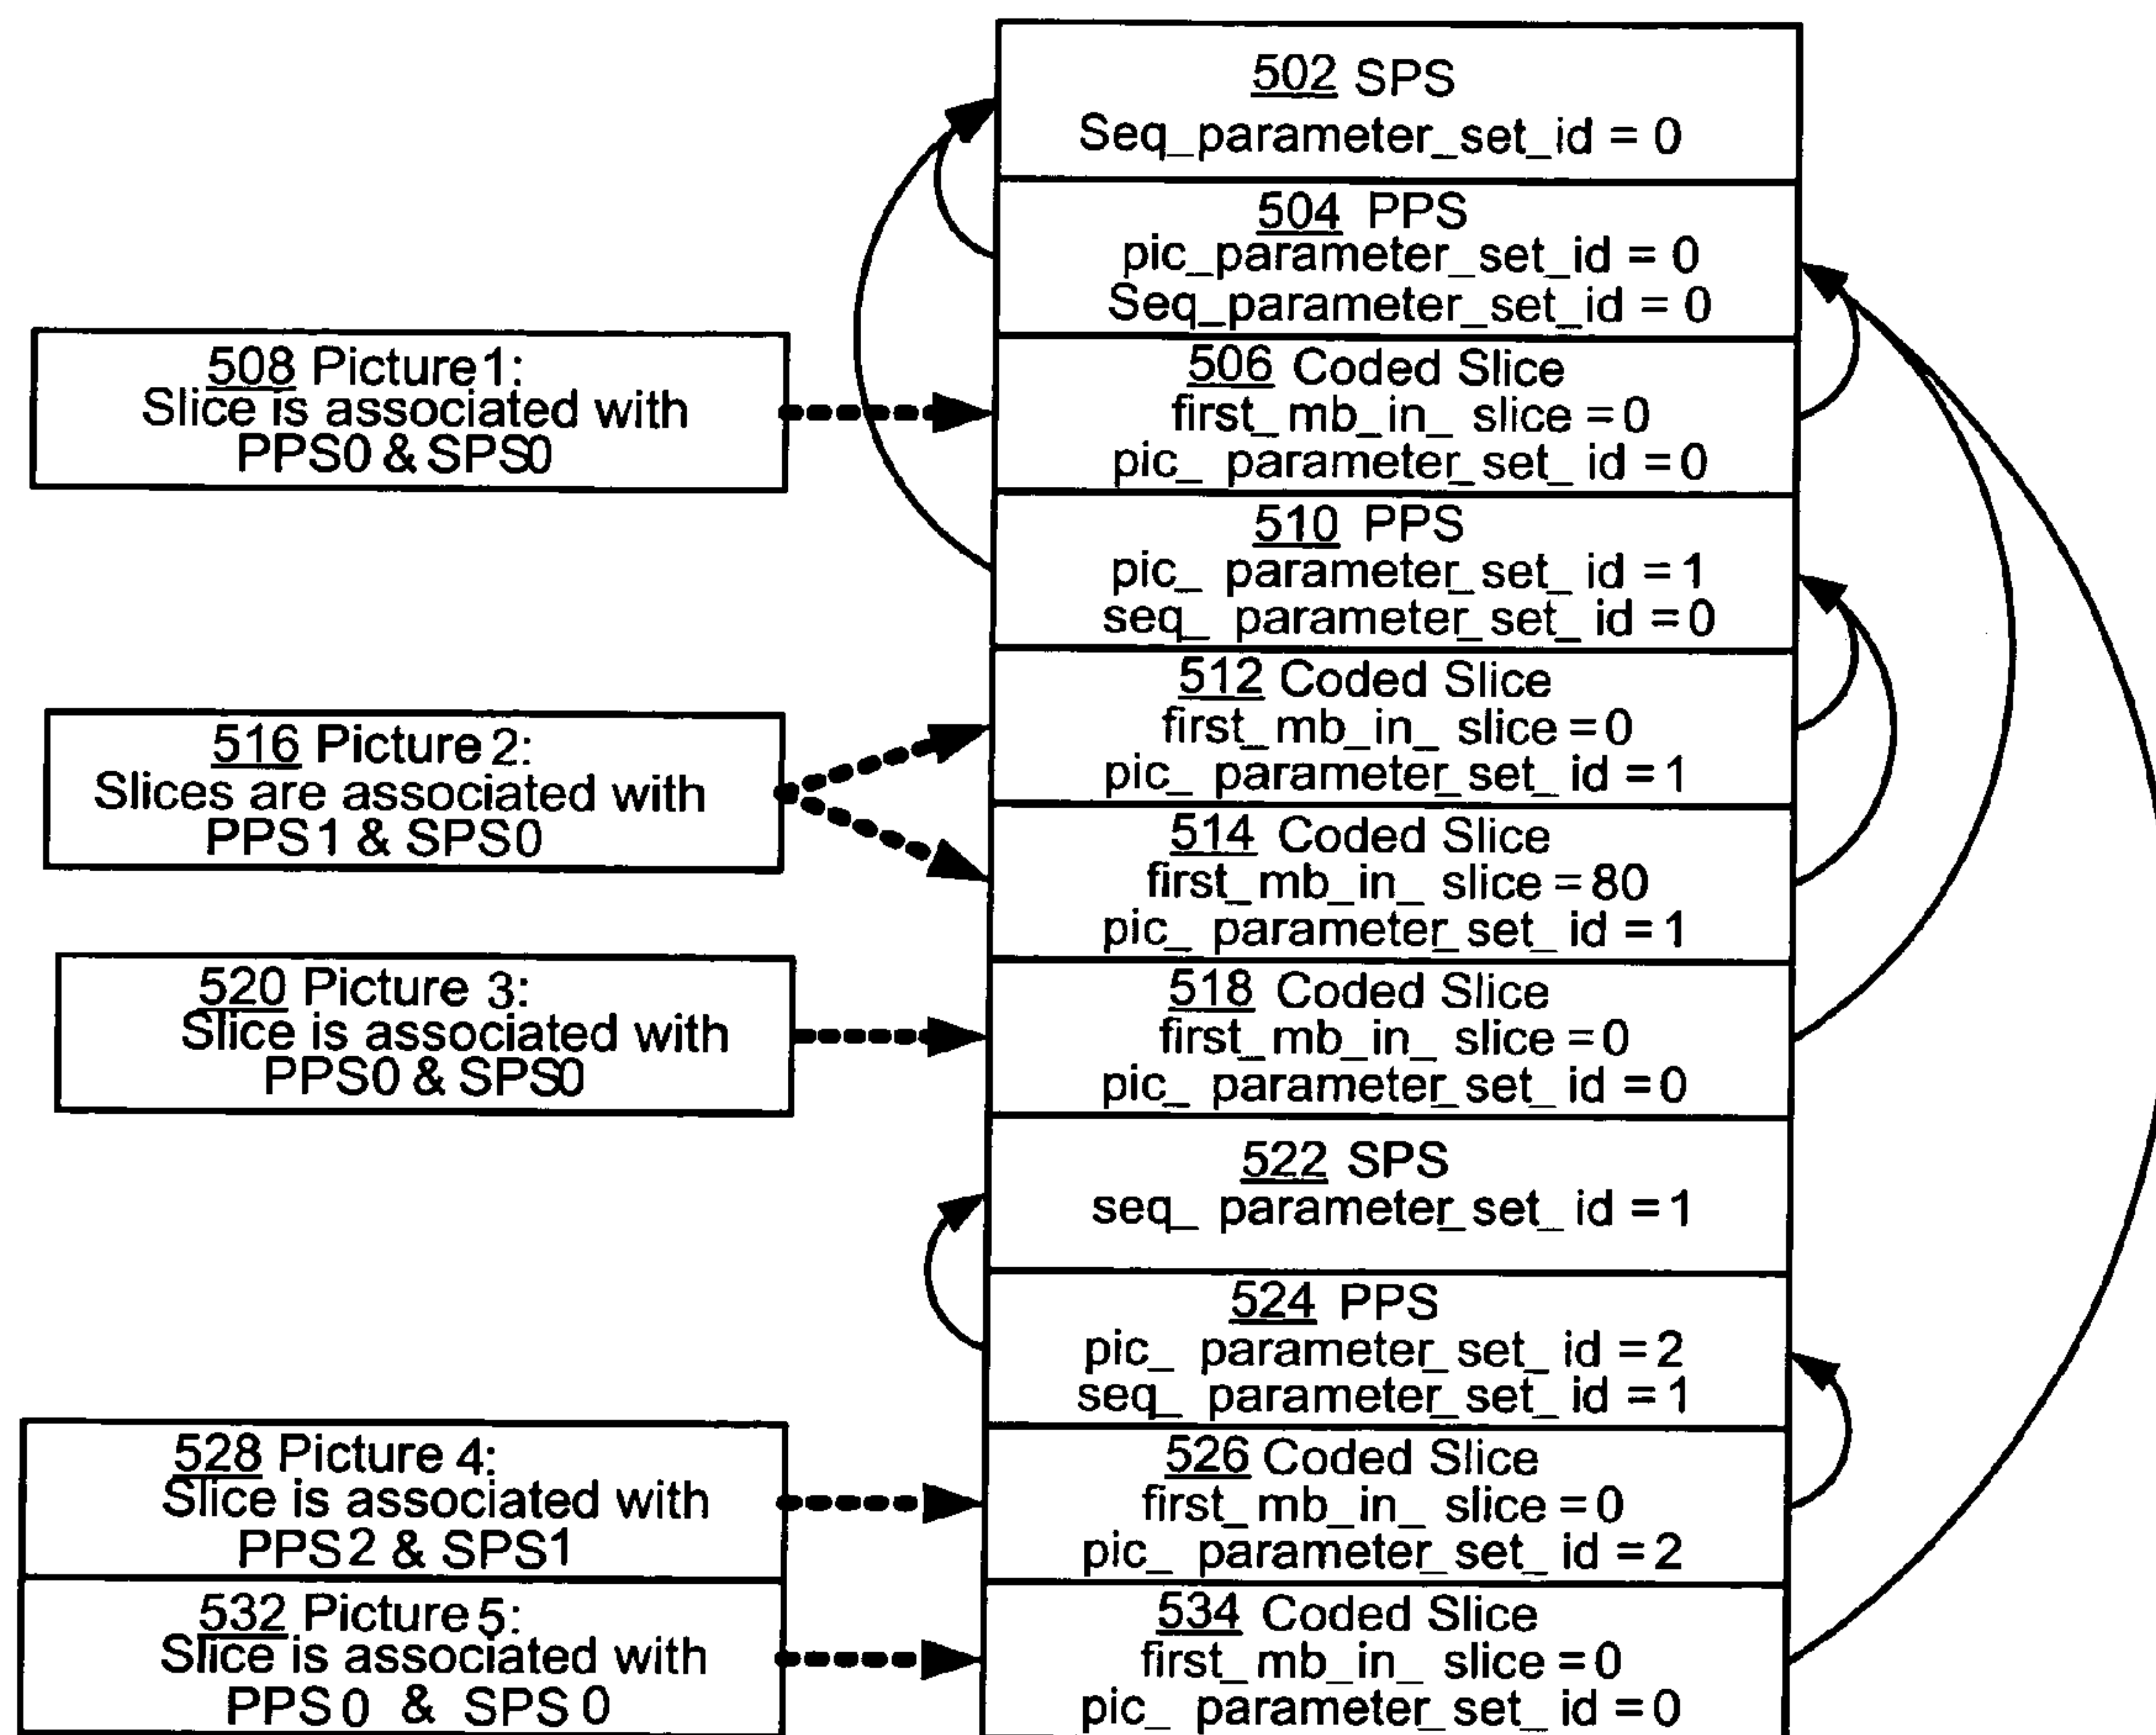 502 SPS
Seq_parameter_set_id = 0
504 PPS
pic_parameter_set_id = 0
Seq_parameter_set_id = 0
508 Picture 1:
Slice is associated with
PPS0 & SPS0
506 Coded Slice
first_mb_in_ slice = 0
pic_ parameter_set_ id = 0
510 PPS
pic_ parameter_set_ id = 1
seq_ parameter_set_ id = 0
516 Picture 2:
Slices are associated with
PPS1 & SPS0
512 Coded Slice
first_mb_in_ slice = 0
pic_ parameter_set_ id = 1
514 Coded Slice
first_mb_in_ slice = 80
pic_ parameter_set_ id = 1
520 Picture 3:
Slice is associated with
PPS0 & SPS0
518 Coded Slice
first_mb_in_ slice = 0
pic_ parameter_set_ id = 0
522 SPS
seq_ parameter_set_ id = 1
524 PPS
pic_ parameter_set_ id = 2
seq_ parameter_set_ id = 1
528 Picture 4:
Slice is associated with
PPS2 & SPS1
526 Coded Slice
first_mb_in_ slice = 0
pic_ parameter_set_ id = 2
532 Picture 5:
Slice is associated with
PPS 0 & SPS 0
534 Coded Slice
first_mb_in_ slice = 0
pic_ parameter_set_ id = 0